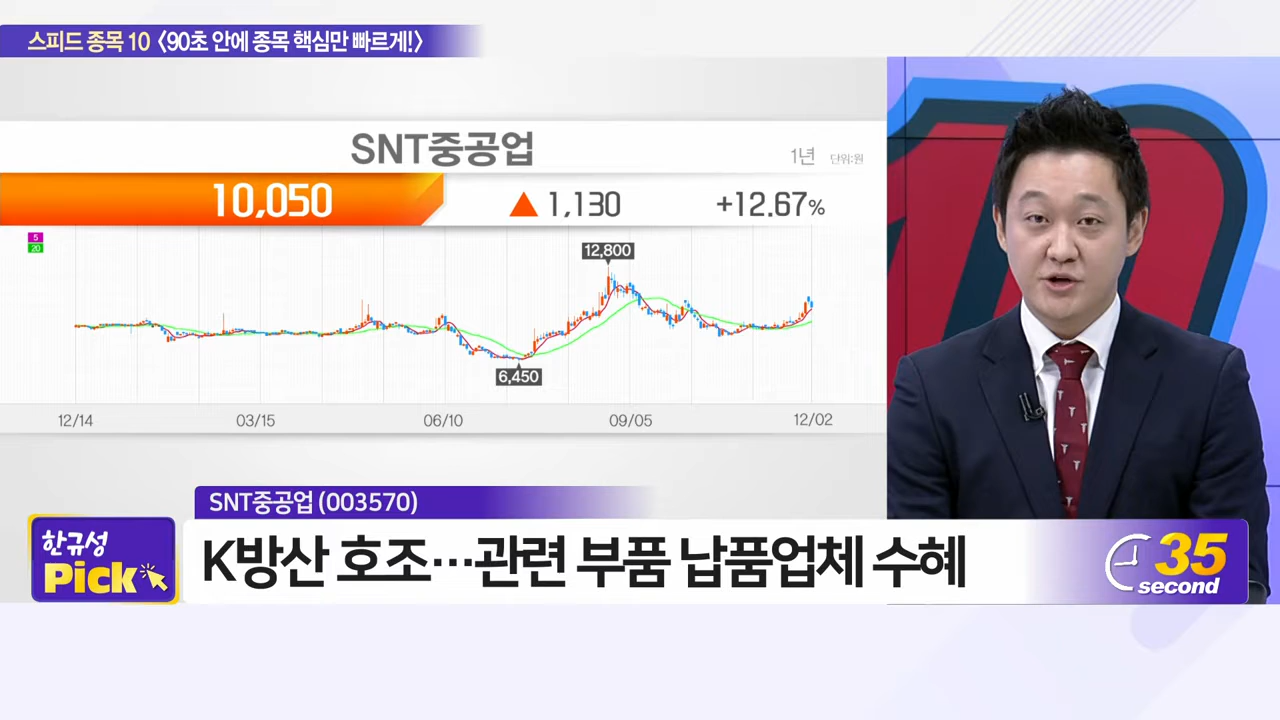 스피드 종목 10 <90초 안에 종목 핵심만 빠르게!>
SNT중공업
1년 단위:원
10,050 ▲ 1,130 +12.67%
5
20
12,800
6,450
12/14 03/15 06/10 09/05 12/02
SNT중공업 (003570)
한규성
Pick
K방산 호조…관련 부품 납품업체 수혜
35
second